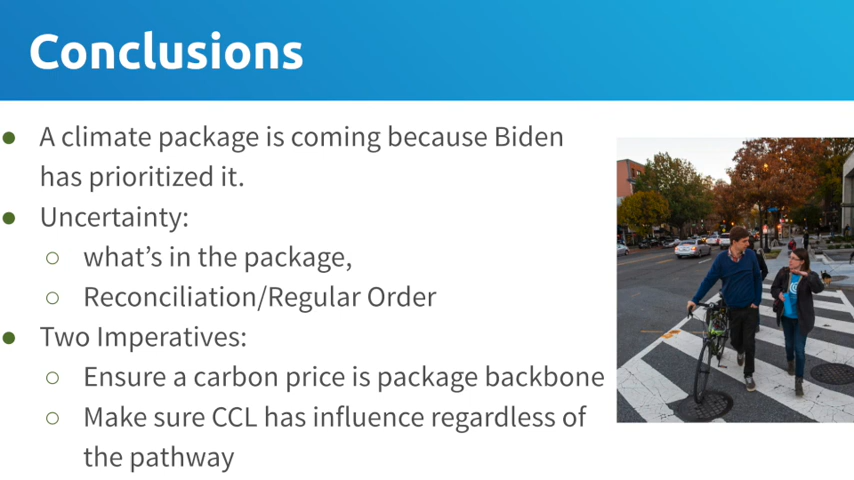 Conclusions
● A climate package is coming because Biden
has prioritized it.
● Uncertainty:
○ what's in the package,
○ Reconciliation/Regular Order
● Two Imperatives:
○ Ensure a carbon price is package backbone
○ Make sure CCL has influence regardless of
the pathway